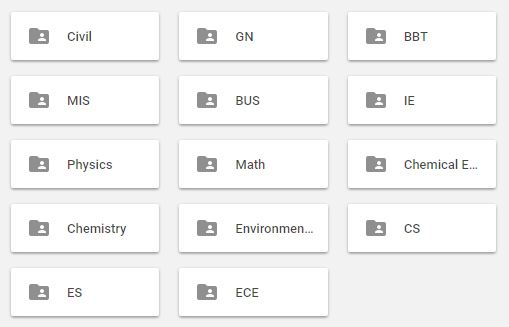 Civil
GN
BBT
MIS
BUS
IE
Physics
Math
Chemical E...
Chemistry
Environmen...
CS
ES
ECE